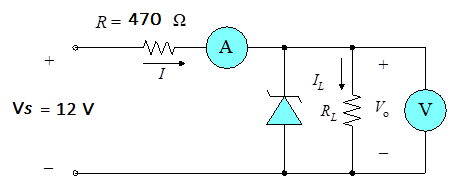 R = 470 Ω
A
I
+
Vs = 12 V
−
I_L
R_L
+
V_o
−
V